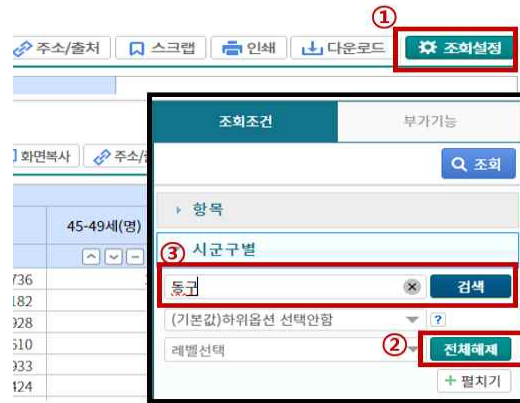 ①
주소/출처 스크랩 인쇄 다운로드 조회설정
조회조건 부가기능
화면복사 주소/
조회
항목
45-49세(명)
③ 시군구별
736
동구 검색
182
928 (기본값)하위옵션 선택안함 ?
510
레벨선택 ② 전체해제
933
424 + 펼치기